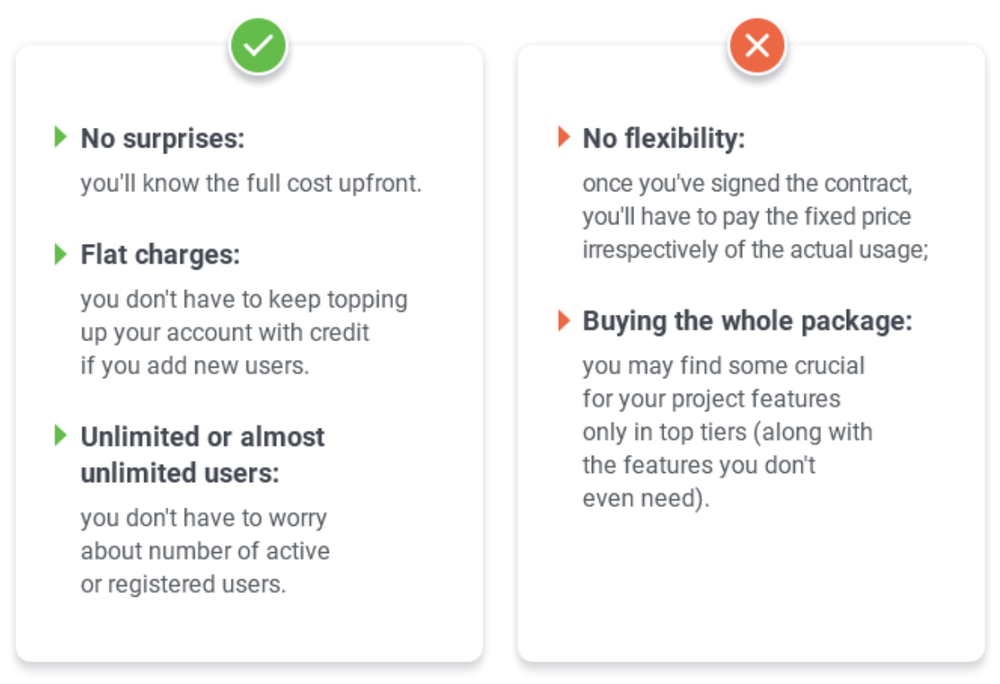 No surprises:
you'll know the full cost upfront.
Flat charges:
you don't have to keep topping
up your account with credit
if you add new users.
Unlimited or almost
unlimited users:
you don't have to worry
about number of active
or registered users.
No flexibility:
once you've signed the contract,
you'll have to pay the fixed price
irrespectively of the actual usage;
Buying the whole package:
you may find some crucial
for your project features
only in top tiers (along with
the features you don't
even need).